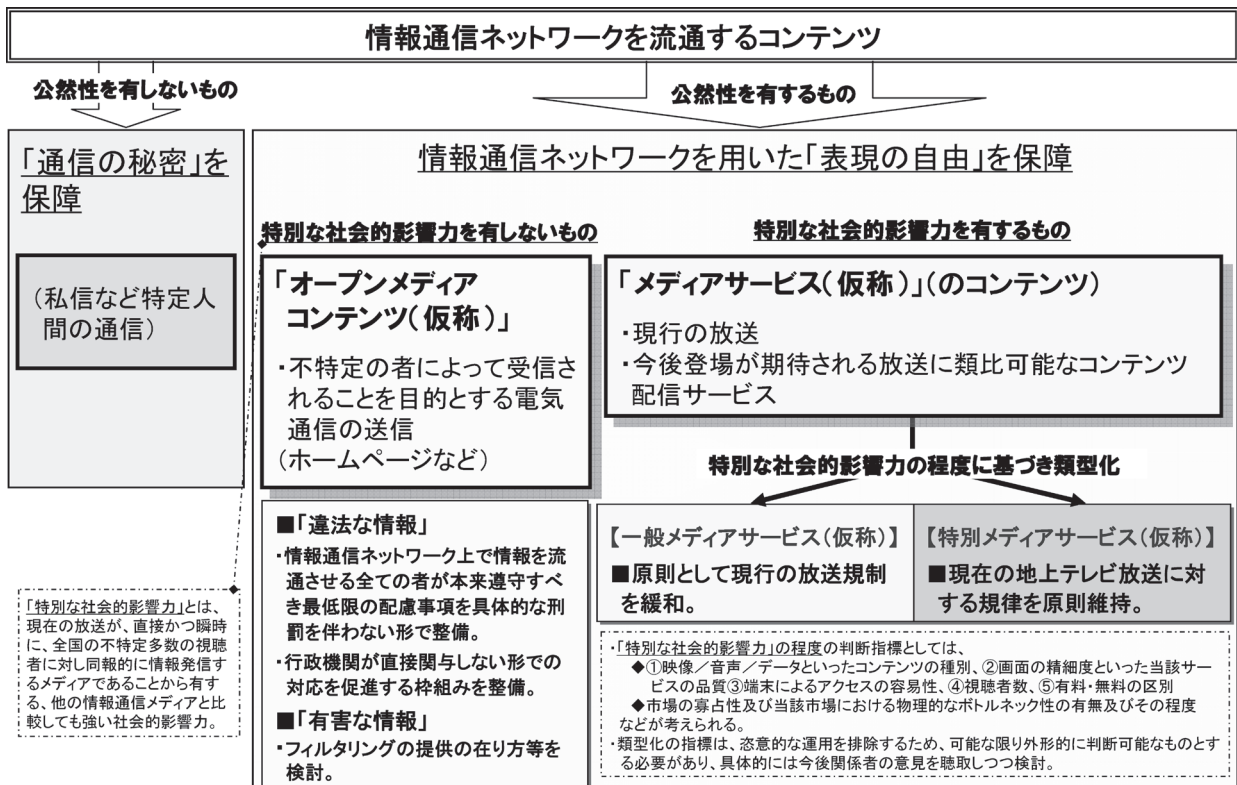 情報通信ネットワークを流通するコンテンツ
公然性を有しないもの
公然性を有するもの
「通信の秘密」を
保障
(私信など特定人
間の通信)
情報通信ネットワークを用いた「表現の自由」を保障
特別な社会的影響力を有しないもの
「オープンメディア
コンテンツ(仮称)」
・不特定の者によって受信さ
れることを目的とする電気
通信の送信
(ホームページなど)
■「違法な情報」
・情報通信ネットワーク上で情報を流
通させる全ての者が本来遵守すべ
き最低限の配慮事項を具体的な刑
罰を伴わない形で整備。
・行政機関が直接関与しない形での
対応を促進する枠組みを整備。
■「有害な情報」
・フィルタリングの提供の在り方等を
検討。
特別な社会的影響力を有するもの
「メディアサービス(仮称)」(のコンテンツ)
・現行の放送
・今後登場が期待される放送に類比可能なコンテンツ
配信サービス
特別な社会的影響力の程度に基づき類型化
【一般メディアサービス(仮称)】
■原則として現行の放送規制
を緩和。
【特別メディアサービス(仮称)】
■現在の地上テレビ放送に対
する規律を原則維持。
・「特別な社会的影響力」の程度の判断指標としては、
◆①映像/音声/データといったコンテンツの種別、②画面の精細度といった当該サー
ビスの品質③端末によるアクセスの容易性、④視聴者数、⑤有料・無料の区別
◆市場の寡占性及び当該市場における物理的なボトルネック性の有無及びその程度
などが考えられる。
・類型化の指標は、恣意的な運用を排除するため、可能な限り外形的に判断可能なものとす
る必要があり、具体的には今後関係者の意見を聴取しつつ検討。
「特別な社会的影響力」とは、
現在の放送が、直接かつ瞬時
に、全国の不特定多数の視聴
者に対し同報的に情報発信す
るメディアであることから有す
る、他の情報通信メディアと比
較しても強い社会的影響力。